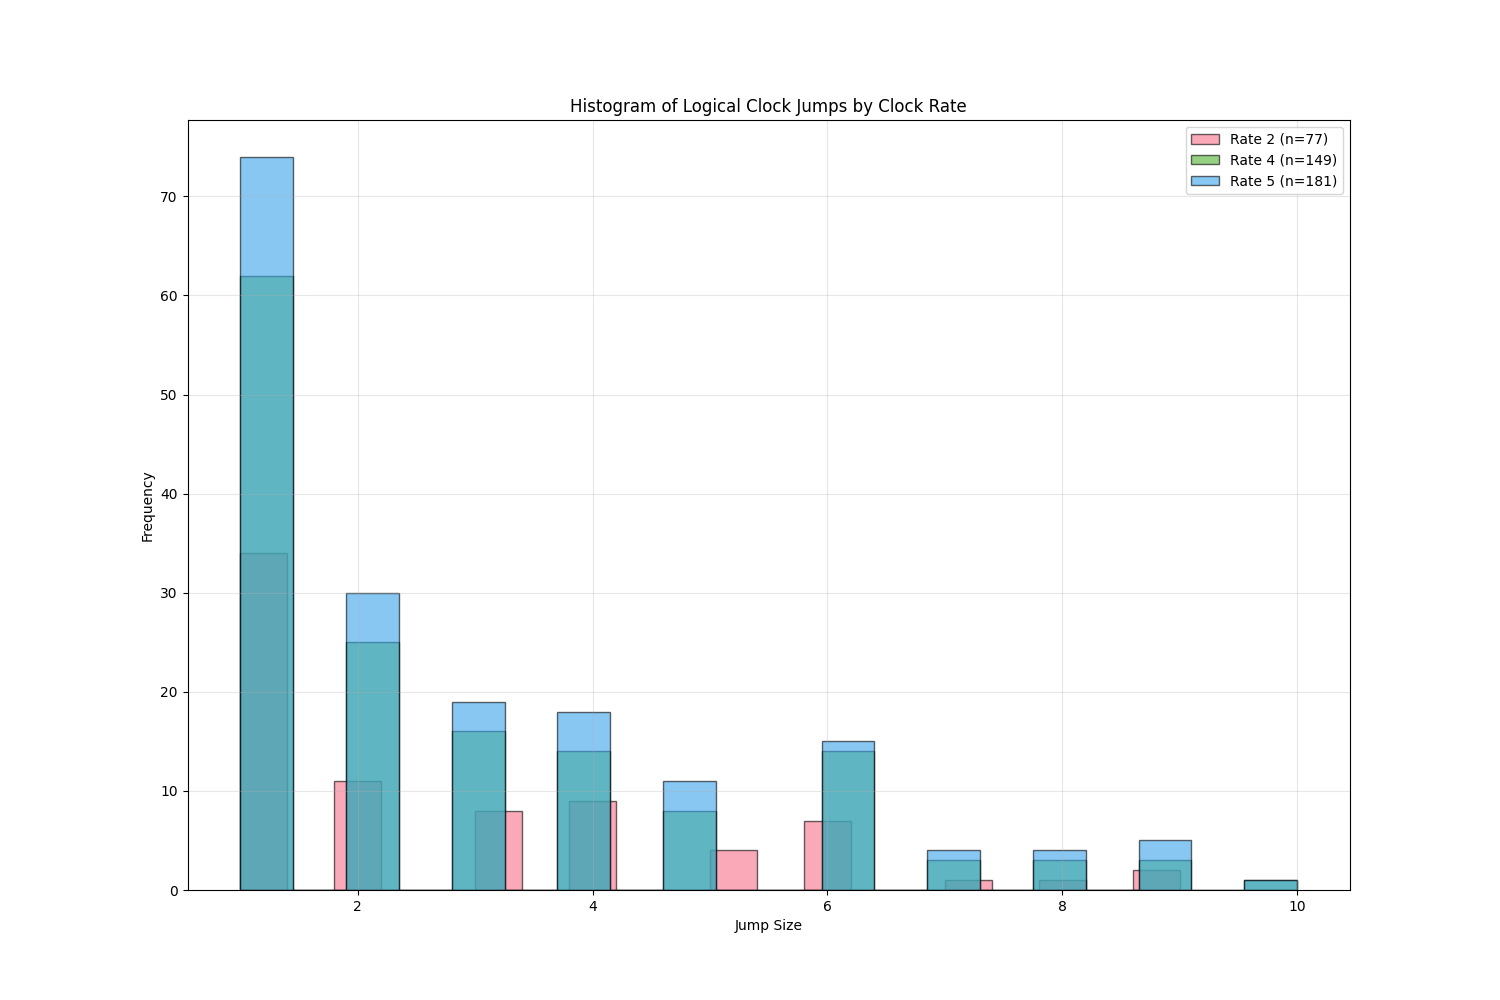 Histogram of Logical Clock Jumps by Clock Rate
Rate 2 (n=77)
Rate 4 (n=149)
Rate 5 (n=181)
70
60
50
40
30
20
10
0
Frequency
2 4 6 8 10
Jump Size